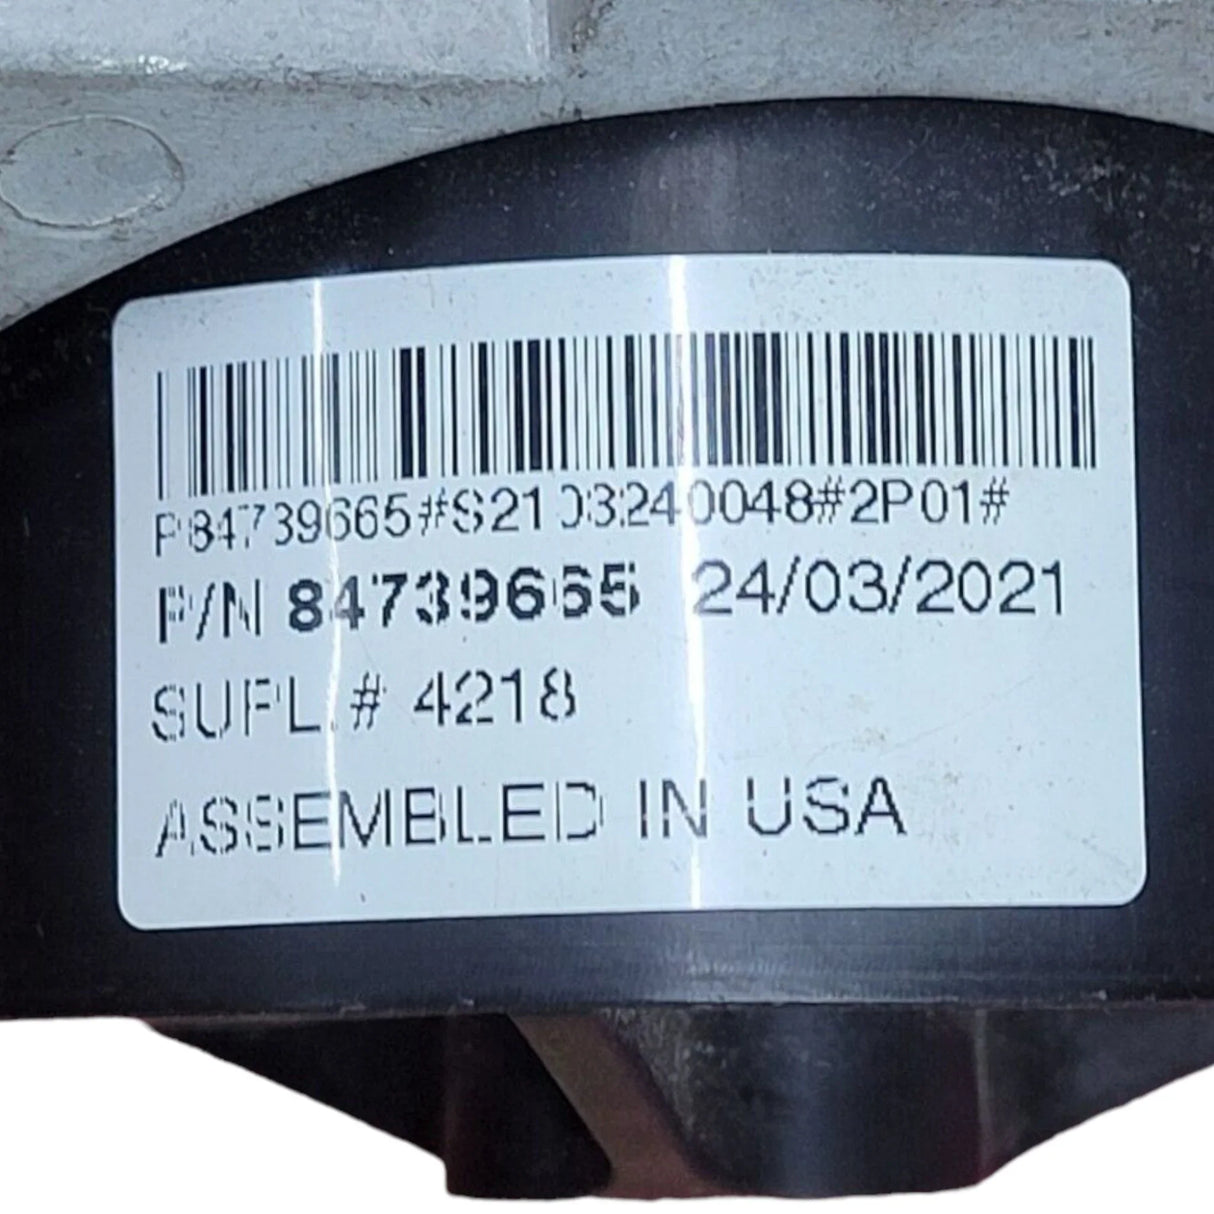 P84739665#S2103240048#2P01#
P/N 84739665 24/03/2021
SUPL.# 4218
ASSEMBLED IN USA